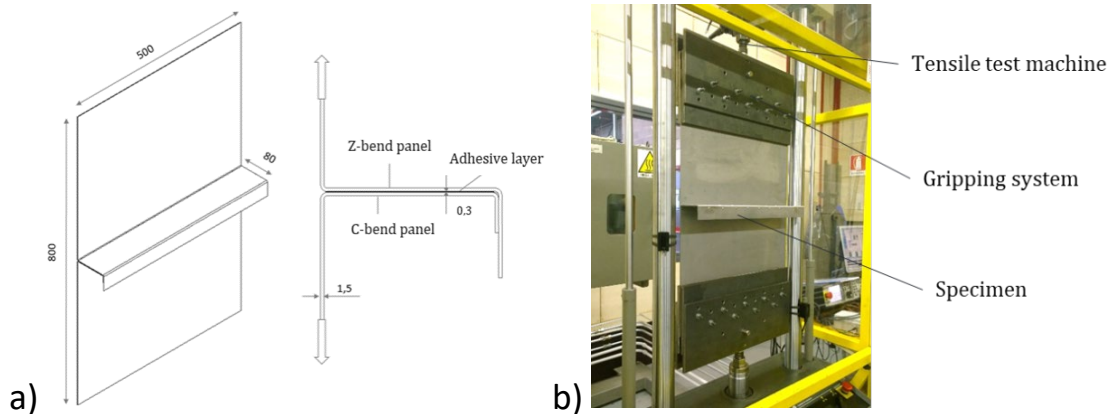 500
80
800
Z-bend panel
Adhesive layer
0,3
C-bend panel
1,5
a)
Tensile test machine
Gripping system
Specimen
b)